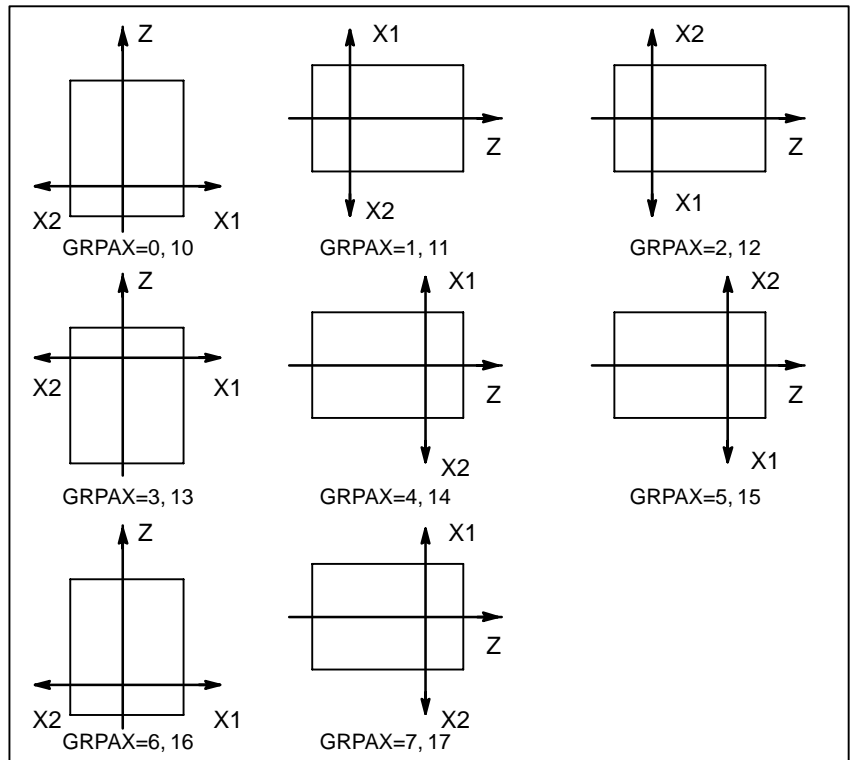 Z
X2
X1
GRPAX=0, 10
X1
Z
X2
GRPAX=1, 11
X2
Z
X1
GRPAX=2, 12
Z
X2
X1
GRPAX=3, 13
X1
Z
X2
GRPAX=4, 14
X2
Z
X1
GRPAX=5, 15
Z
X2
X1
GRPAX=6, 16
X1
Z
X2
GRPAX=7, 17